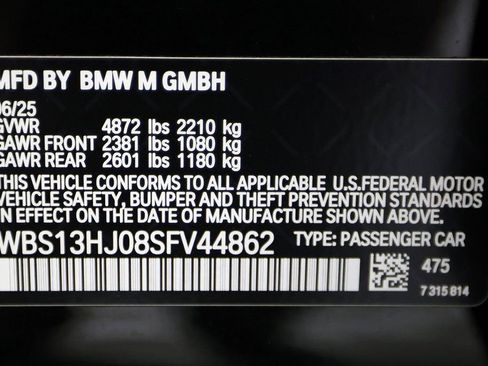 MFD BY BMW M GMBH
06/25
GVWR 4872 lbs 2210 kg
GAWR FRONT 2381 lbs 1080 kg
GAWR REAR 2601 lbs 1180 kg
THIS VEHICLE CONFORMS TO ALL APPLICABLE U.S.FEDERAL MOTOR
VEHICLE SAFETY, BUMPER AND THEFT PREVENTION STANDARDS
IN EFFECT ON THE DATE OF MANUFACTURE SHOWN ABOVE.
WBS13HJ08SFV44862 TYPE: PASSENGER CAR
475
7 315 814